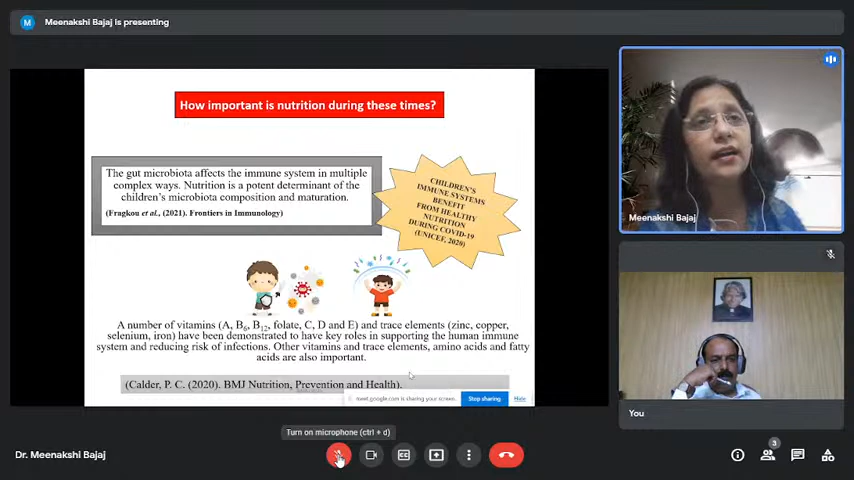 M
Meenakshi Bajaj is presenting
How important is nutrition during these times?
The gut microbiota affects the immune system in multiple
complex ways. Nutrition is a potent determinant of the
children's microbiota composition and maturation.
(Fragkou et al., (2021). Frontiers in Immunology)
CHILDREN'S
IMMUNE SYSTEMS
BENEFIT
FROM HEALTHY
NUTRITION
DURING COVID-19
(UNICEF, 2020)
A number of vitamins (A, B6, B12, folate, C, D and E) and trace elements (zinc, copper,
selenium, iron) have been demonstrated to have key roles in supporting the human immune
system and reducing risk of infections. Other vitamins and trace elements, amino acids and fatty
acids are also important.
(Calder, P. C. (2020). BMJ Nutrition, Prevention and Health).
meet.google.com is sharing your screen.
Stop sharing
Hide
Meenakshi Bajaj
You
Turn on microphone (ctrl + d)
Dr. Meenakshi Bajaj
3